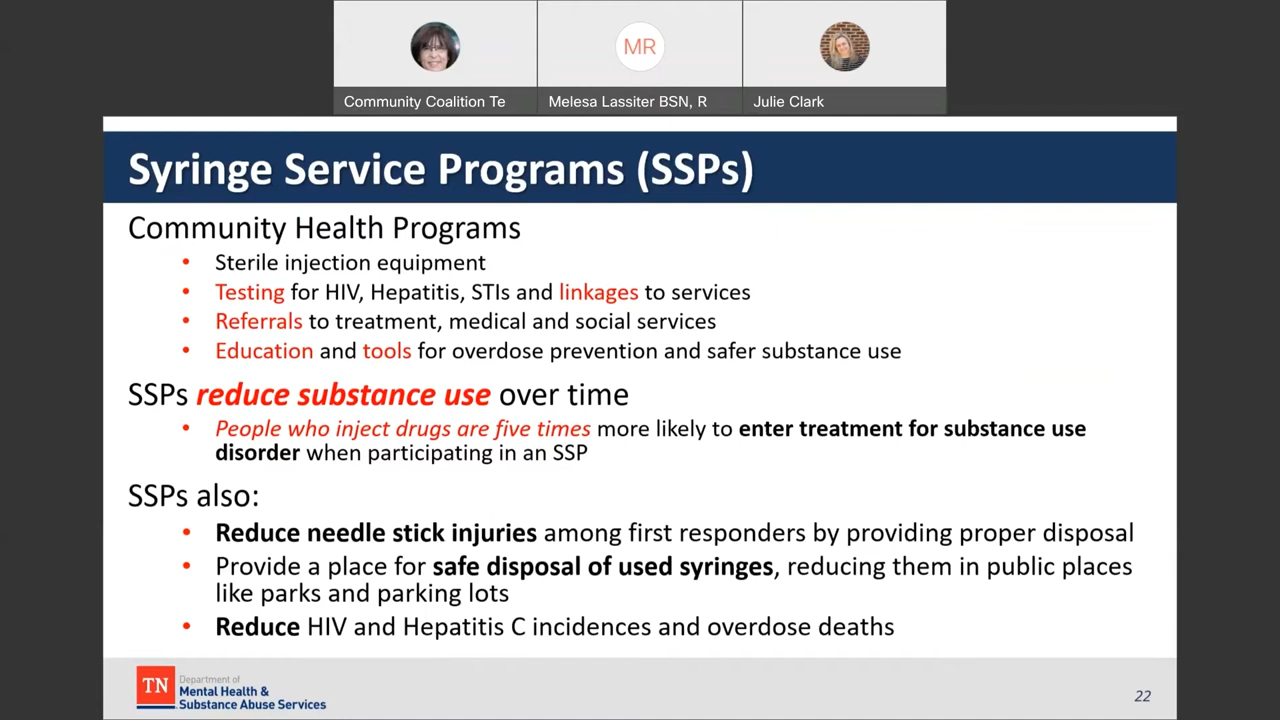 MR
Community Coalition Te
Melesa Lassiter BSN, R
Julie Clark
Syringe Service Programs (SSPs)
Community Health Programs
• Sterile injection equipment
• Testing for HIV, Hepatitis, STIs and linkages to services
• Referrals to treatment, medical and social services
• Education and tools for overdose prevention and safer substance use
SSPs reduce substance use over time
• People who inject drugs are five times more likely to enter treatment for substance use
disorder when participating in an SSP
SSPs also:
• Reduce needle stick injuries among first responders by providing proper disposal
• Provide a place for safe disposal of used syringes, reducing them in public places
like parks and parking lots
• Reduce HIV and Hepatitis C incidences and overdose deaths
TN
Department of
Mental Health &
Substance Abuse Services
22